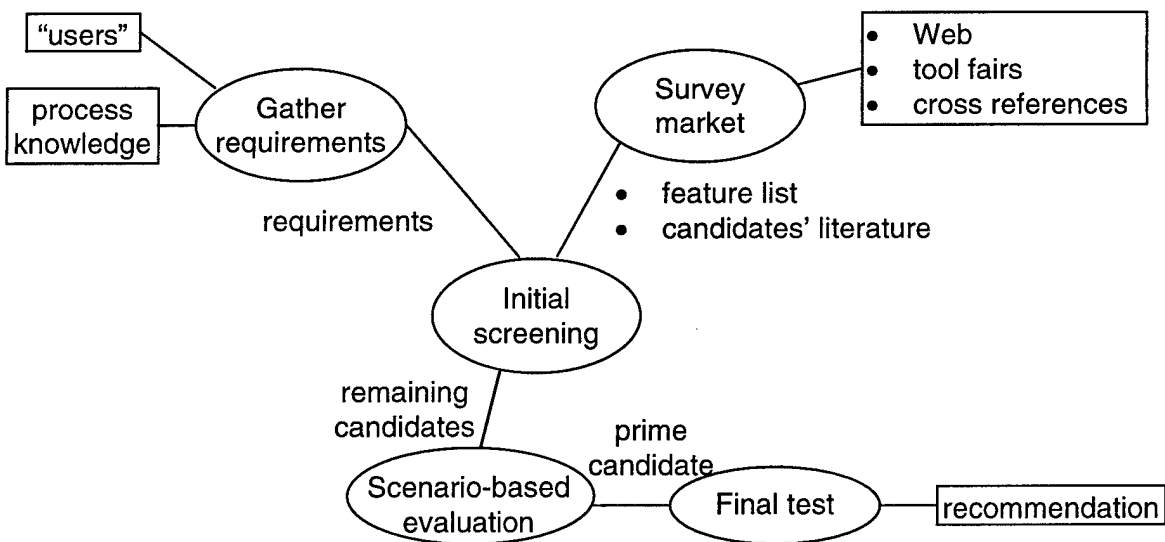 “users”
process
knowledge
Gather
requirements
requirements
Survey
market
• Web
• tool fairs
• cross references
• feature list
• candidates’ literature
Initial
screening
remaining
candidates
Scenario-based
evaluation
prime
candidate
Final test
recommendation